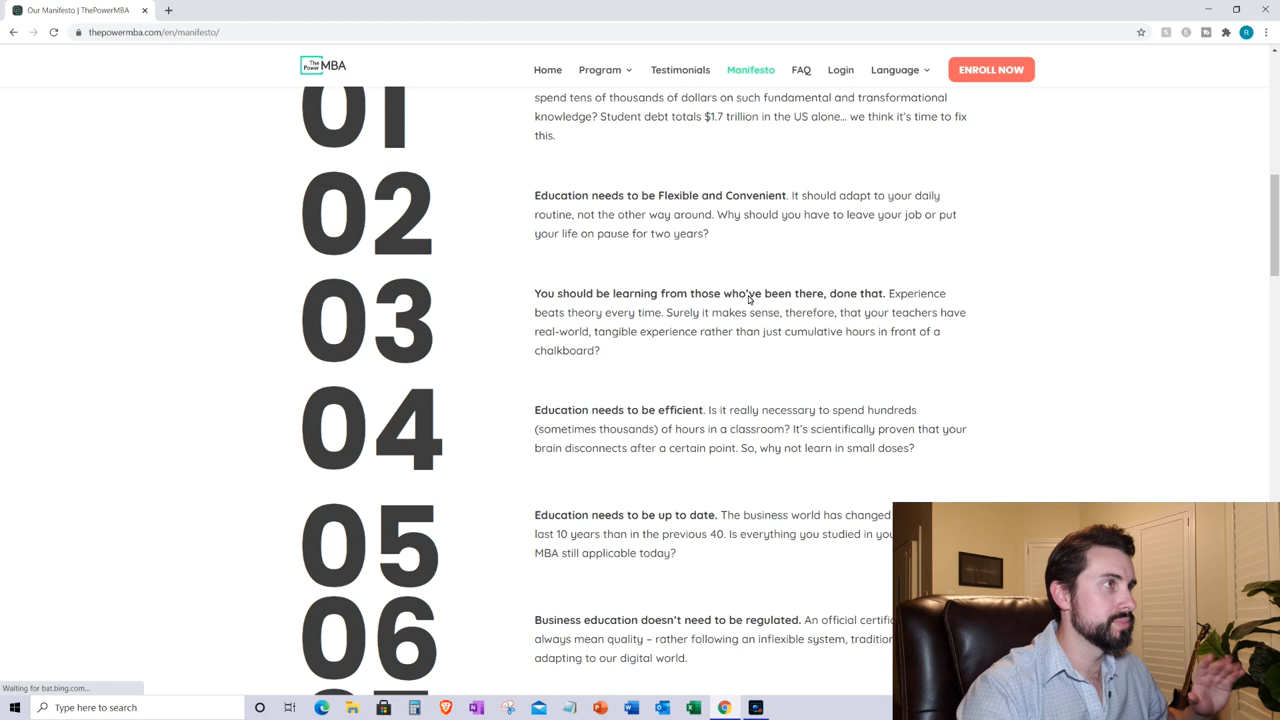 Our Manifesto | ThePowerMBA
thepowermba.com/en/manifesto/
R
The Power MBA
Home Program Testimonials Manifesto FAQ Login Language ENROLL NOW
01
spend tens of thousands of dollars on such fundamental and transformational
knowledge? Student debt totals $1.7 trillion in the US alone... we think it's time to fix
this.
02
Education needs to be Flexible and Convenient. It should adapt to your daily
routine, not the other way around. Why should you have to leave your job or put
your life on pause for two years?
03
You should be learning from those who've been there, done that. Experience
beats theory every time. Surely it makes sense, therefore, that your teachers have
real-world, tangible experience rather than just cumulative hours in front of a
chalkboard?
04
Education needs to be efficient. Is it really necessary to spend hundreds
(sometimes thousands) of hours in a classroom? It's scientifically proven that your
brain disconnects after a certain point. So, why not learn in small doses?
05
Education needs to be up to date. The business world has changed
last 10 years than in the previous 40. Is everything you studied in
MBA still applicable today?
06
Business education doesn't need to be regulated. An official
always mean quality – rather following an inflexible system,
adapting to our digital world.
Waiting for bat.bing.com...
Type here to search